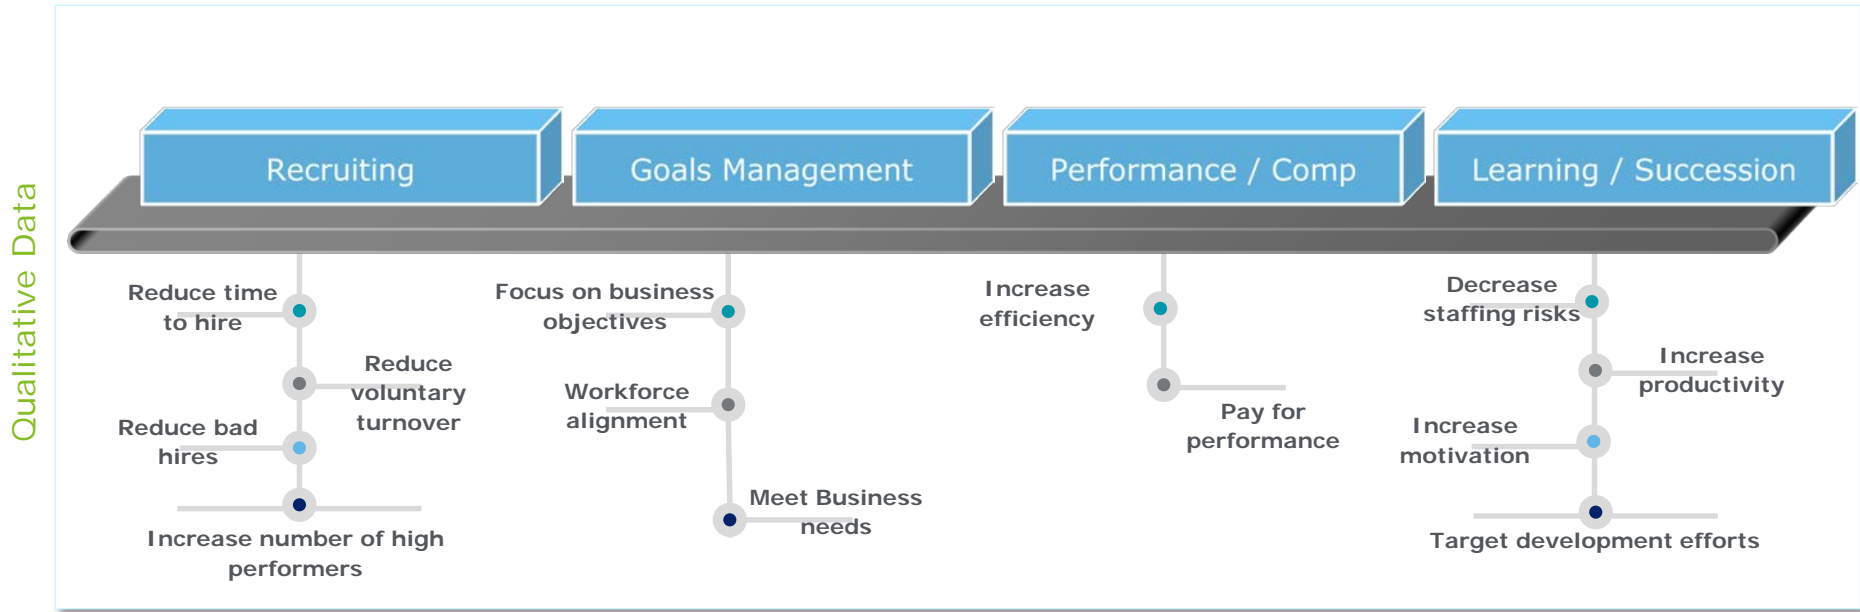 Qualitative Data
Recruiting
Goals Management
Performance / Comp
Learning / Succession
Reduce time
to hire
Reduce
voluntary
turnover
Reduce bad
hires
Increase number of high
performers
Focus on business
objectives
Workforce
alignment
Meet Business
needs
Increase
efficiency
Pay for
performance
Decrease
staffing risks
Increase
productivity
Increase
motivation
Target development efforts